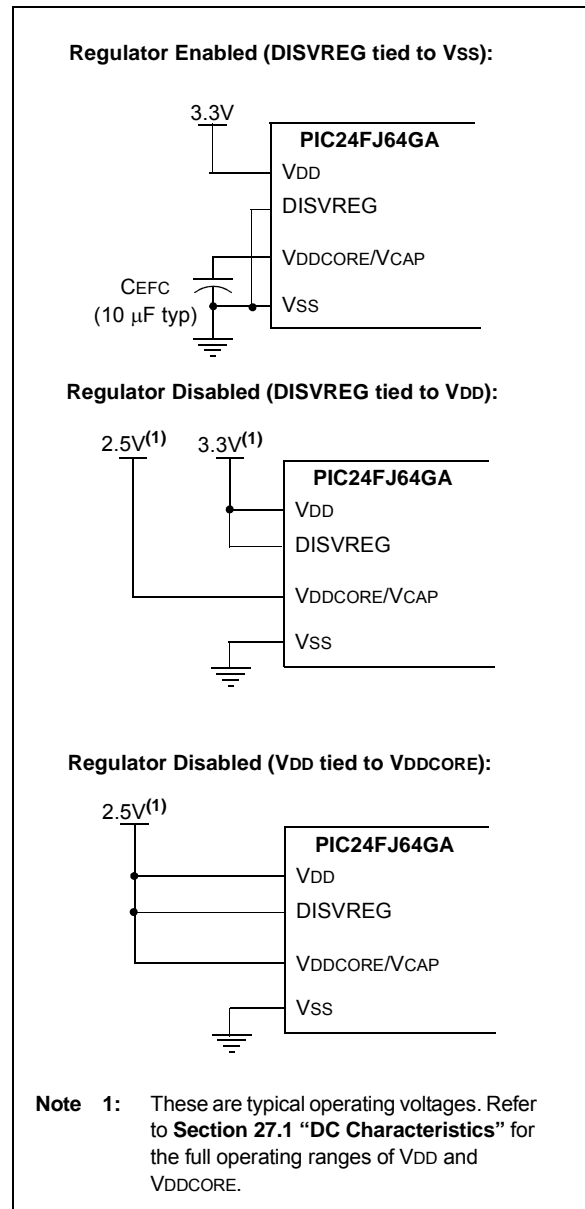 Regulator Enabled (DISVREG tied to VSS):
3.3V
PIC24FJ64GA
VDD
DISVREG
VDDCORE/VCAP
CEFC
(10 μF typ)
VSS
Regulator Disabled (DISVREG tied to VDD):
2.5V(1) 3.3V(1)
PIC24FJ64GA
VDD
DISVREG
VDDCORE/VCAP
VSS
Regulator Disabled (VDD tied to VDDCORE):
2.5V(1)
PIC24FJ64GA
VDD
DISVREG
VDDCORE/VCAP
VSS
Note 1: These are typical operating voltages. Refer
to Section 27.1 “DC Characteristics” for
the full operating ranges of VDD and
VDDCORE.